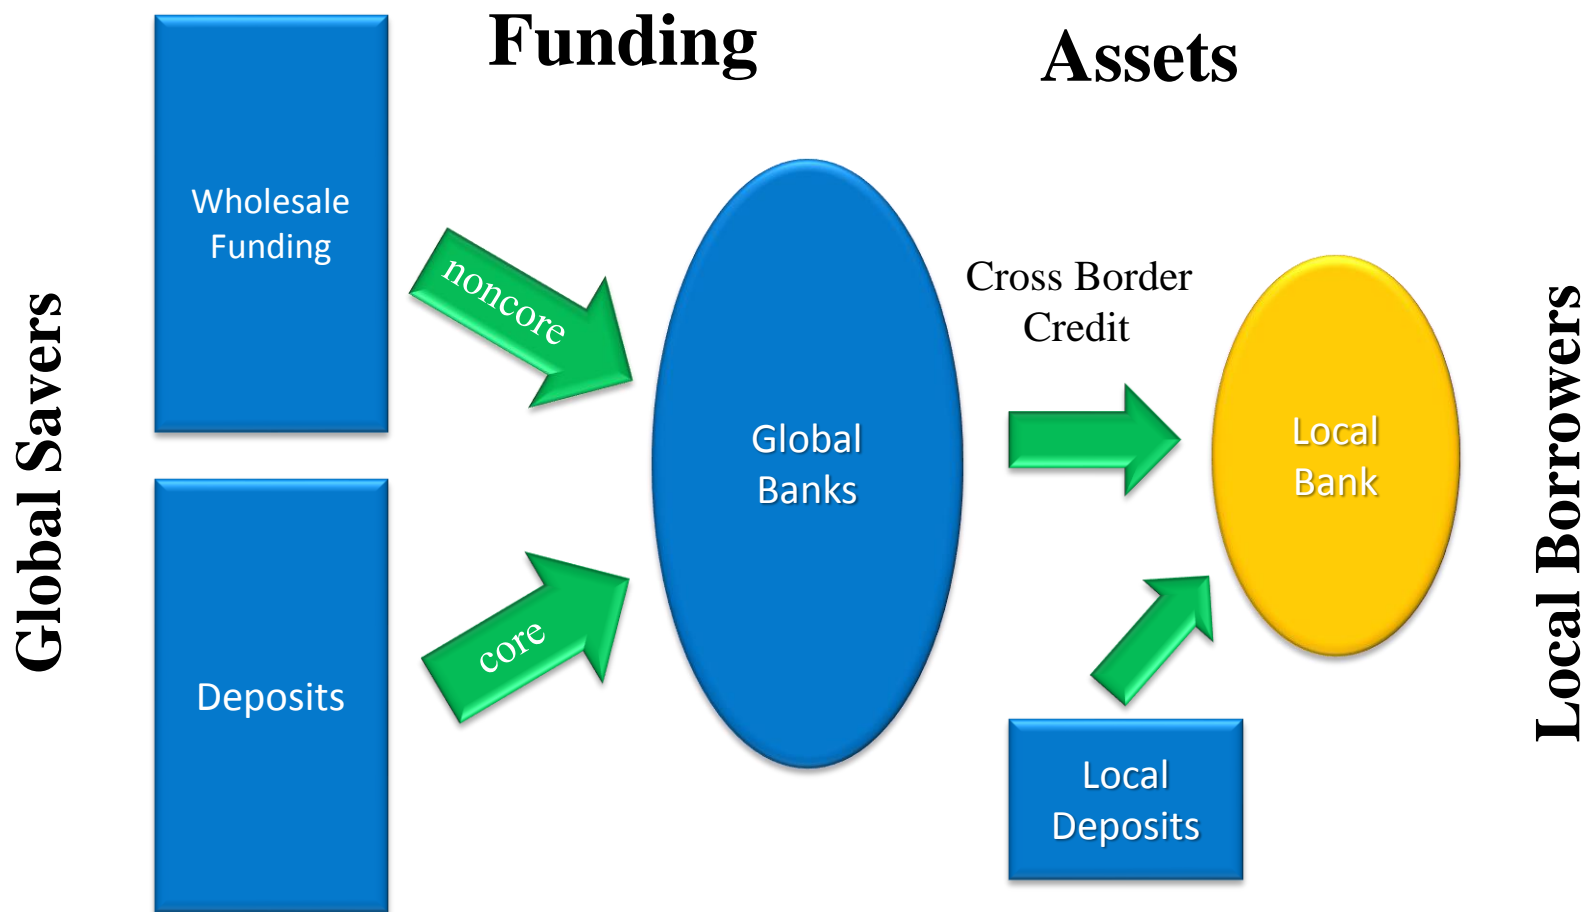 Funding
Assets
Global Savers
Wholesale
Funding
noncore
Deposits
core
Global
Banks
Cross Border
Credit
Local
Bank
Local
Deposits
Local Borrowers